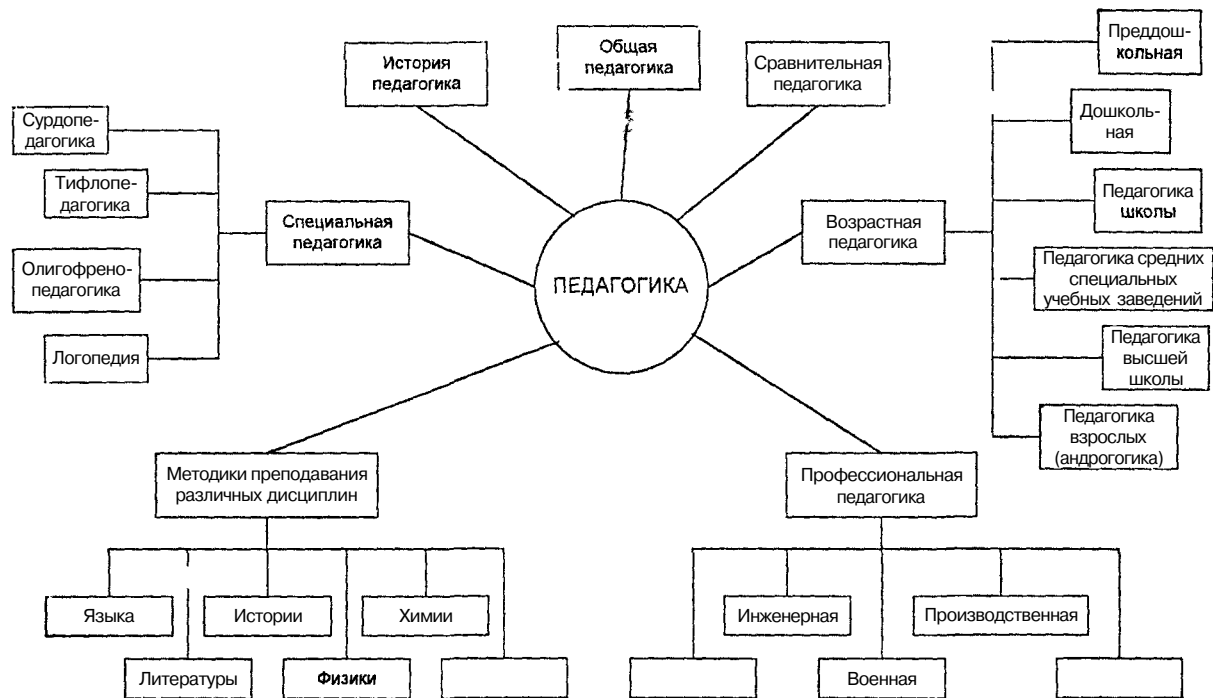 История
педагогика
Общая
педагогика
Сравнительная
педагогика
Преддош-
кольная
Дошколь-
ная
Педагогика
школы
Педагогика средних
специальных
учебных заведений
Педагогика
высшей
школы
Педагогика
взрослых
(андрогогика)
Возрастная
педагогика
Сурдопе-
дагогика
Тифлопе-
дагогика
Олигофрено-
педагогика
Логопедия
Специальная
педагогика
ПЕДАГОГИКА
Методики преподавания
различных дисциплин
Языка
Истории
Химии
Литературы
Физики
Профессиональная
педагогика
Инженерная
Производственная
Военная